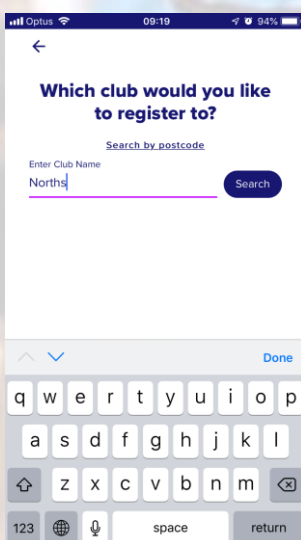 Optus 09:19 94%
Which club would you like
to register to?
Search by postcode
Enter Club Name
Norths
Search
Done
q w e r t y u i o p
a s d f g h j k l
z x c v b n m
123 space return